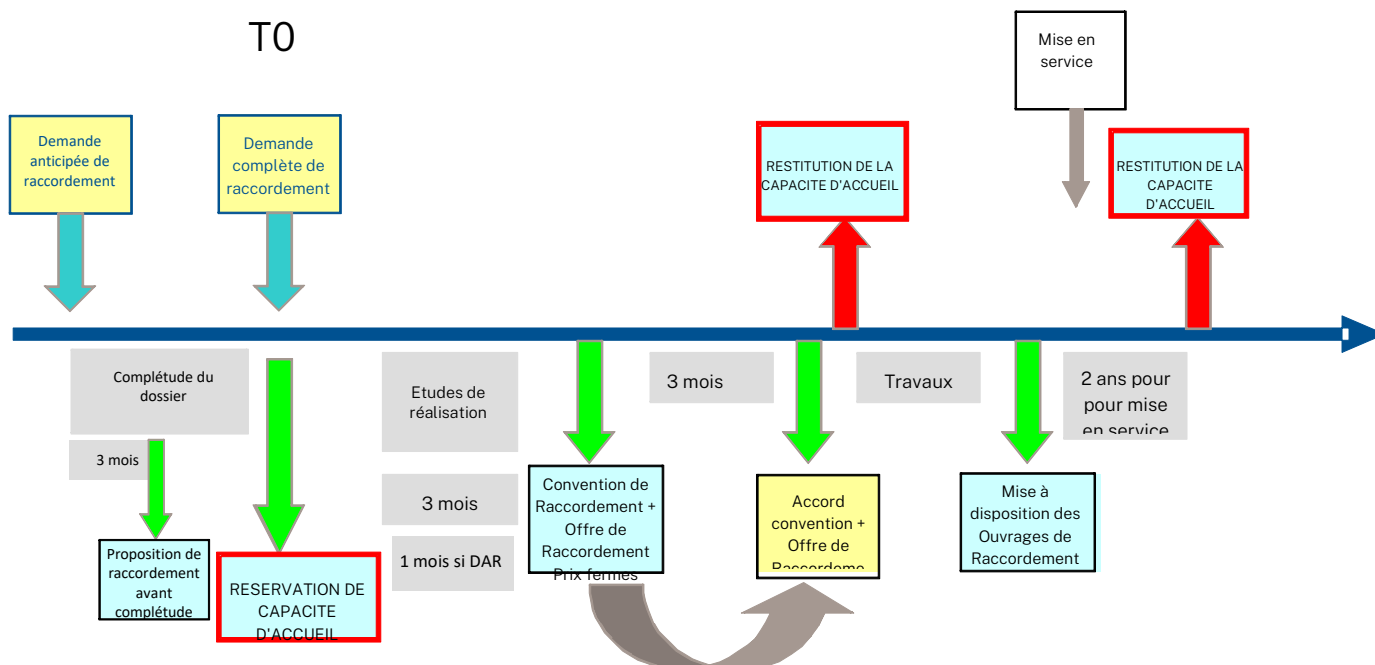 T0
Mise en
service
Demande
anticipée de
raccordement
Demande
complète de
raccordement
RESTITUTION DE LA
CAPACITE D'ACCUEIL
RESTITUTION DE LA
CAPACITE
D'ACCUEIL
Complétude du
dossier
3 mois
Etudes de
réalisation
3 mois
1 mois si DAR
3 mois
Travaux
2 ans pour
pour mise
en service
Proposition de
raccordement
avant
complétude
RESERVATION DE
CAPACITE
D'ACCUEIL
Convention de
Raccordement +
Offre de
Raccordement
Prix fermes
Accord
convention +
Offre de
Raccordeme
Mise à
disposition des
Ouvrages de
Raccordement